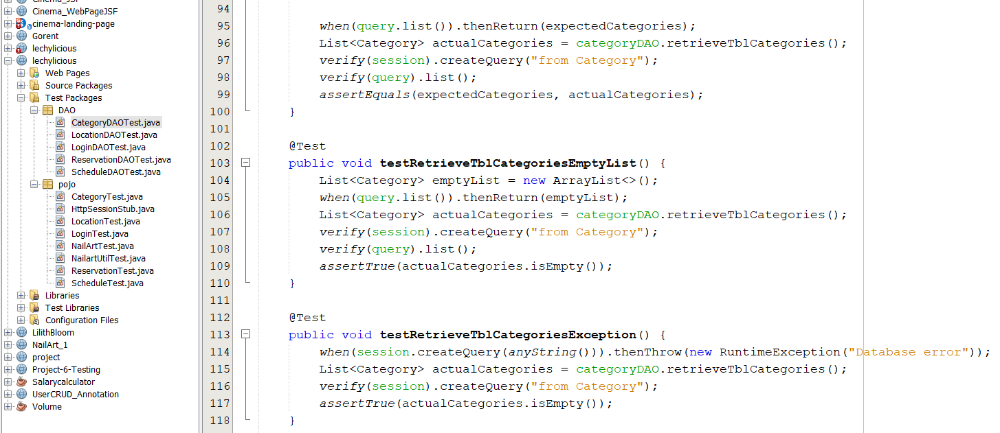 Cinema_JSF
Cinema_WebPageJSF
cinema-landing-page
Gorent
lechylicious
lechylicious
Web Pages
Source Packages
Test Packages
DAO
CategoryDAOTest.java
LocationDAOTest.java
LoginDAOTest.java
ReservationDAOTest.java
ScheduleDAOTest.java
pojo
CategoryTest.java
HttpSessionStub.java
LocationTest.java
LoginTest.java
NailArtTest.java
NailartUtilTest.java
ReservationTest.java
ScheduleTest.java
Libraries
Test Libraries
Configuration Files
LilithBloom
NailArt_1
project
Project-6-Testing
Salarycalculator
UserCRUD_Annotation
Volume
94
95 when(query.list()).thenReturn(expectedCategories);
96 List<Category> actualCategories = categoryDAO.retrieveTblCategories();
97 verify(session).createQuery("from Category");
98 verify(query).list();
99 assertEquals(expectedCategories, actualCategories);
100 }
101
102 @Test
103 public void testRetrieveTblCategoriesEmptyList() {
104 List<Category> emptyList = new ArrayList<>();
105 when(query.list()).thenReturn(emptyList);
106 List<Category> actualCategories = categoryDAO.retrieveTblCategories();
107 verify(session).createQuery("from Category");
108 verify(query).list();
109 assertTrue(actualCategories.isEmpty());
110 }
111
112 @Test
113 public void testRetrieveTblCategoriesException() {
114 when(session.createQuery(anyString())).thenThrow(new RuntimeException("Database error"));
115 List<Category> actualCategories = categoryDAO.retrieveTblCategories();
116 verify(session).createQuery("from Category");
117 assertTrue(actualCategories.isEmpty());
118 }